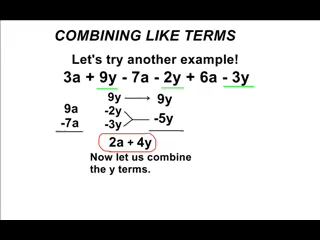 COMBINING LIKE TERMS
Let's try another example!
3a + 9y - 7a - 2y + 6a - 3y
9y 9y
9a -2y
-7a -3y -5y
2a + 4y
Now let us combine
the y terms.